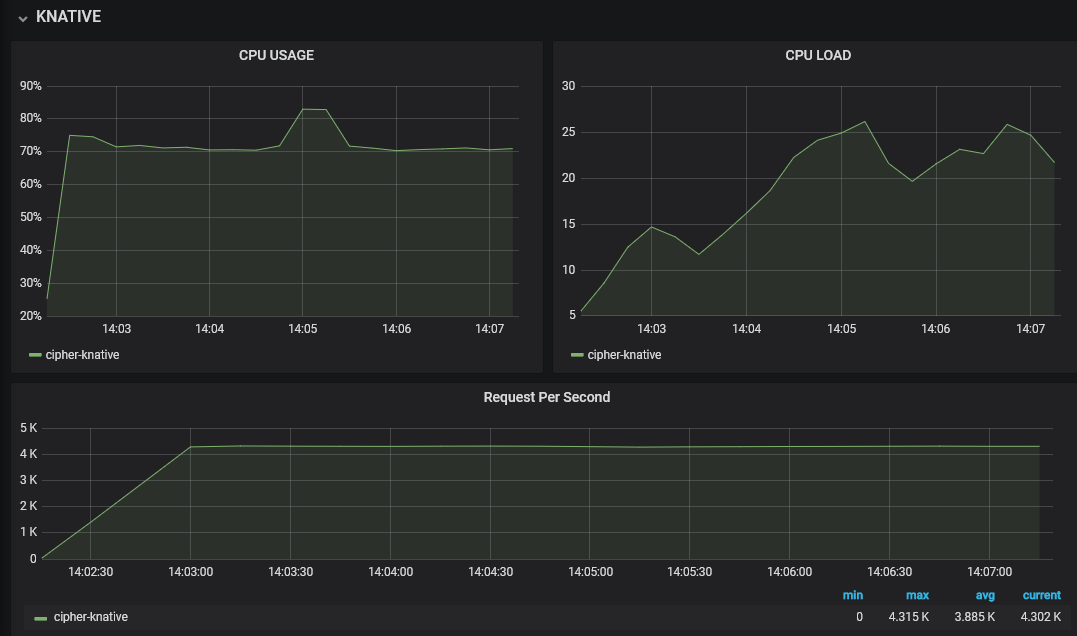 KNATIVE
CPU USAGE
90%
80%
70%
60%
50%
40%
30%
20%
14:03 14:04 14:05 14:06 14:07
cipher-knative
CPU LOAD
30
25
20
15
10
5
14:03 14:04 14:05 14:06 14:07
cipher-knative
Request Per Second
5 K
4 K
3 K
2 K
1 K
0
14:02:30 14:03:00 14:03:30 14:04:00 14:04:30 14:05:00 14:05:30 14:06:00 14:06:30 14:07:00
min max avg current
cipher-knative 0 4.315 K 3.885 K 4.302 K